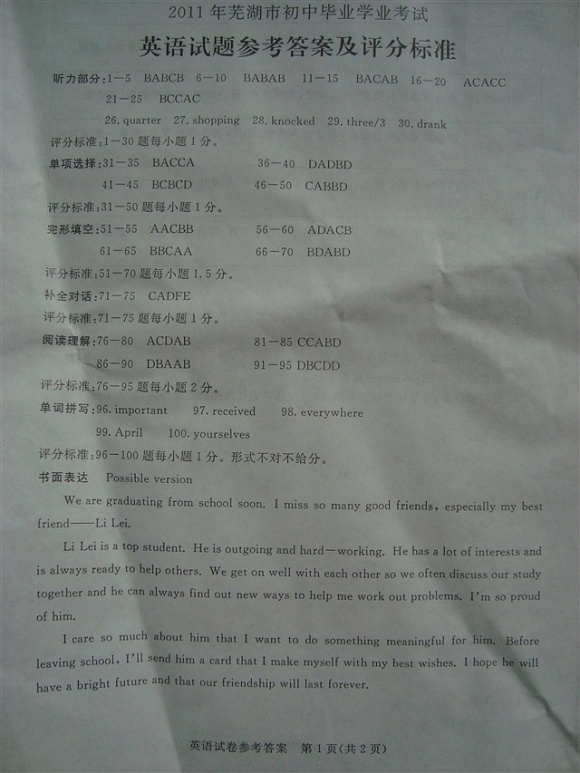 2011年芜湖市初中毕业学业考试
英语试题参考答案及评分标准
听力部分:1-5 BABCB 6-10 BABAB 11-15 BACAB 16-20 ACACC
21-25 BCCAC
26. quarter 27. shopping 28. knocked 29. three/3 30. drank
评分标准:1-30题每小题1分。
单项选择:31-35 BACCA 36-40 DADBD
41-45 BCBCD 46-50 CABBD
评分标准:31-50题每小题1分。
完形填空:51-55 AACBB 56-60 ADACB
61-65 BBCAA 66-70 BDABD
评分标准:51-70题每小题1.5分。
补全对话:71-75 CADFE
评分标准:71-75题每小题1分。
阅读理解:76-80 ACDAB 81-85 CCABD
86-90 DBAAB 91-95 DBCDD
评分标准:76-95题每小题2分。
单词拼写:96. important 97. received 98. everywhere
99. April 100. yourselves
评分标准:96-100题每小题1分。形式不对不给分。
书面表达 Possible version
We are graduating from school soon. I miss so many good friends, especially my best
friend——Li Lei.
Li Lei is a top student. He is outgoing and hard-working. He has a lot of interests and
is always ready to help others. We get on well with each other so we often discuss our study
together and he can always find out new ways to help me work out problems. I'm so proud
of him.
I care so much about him that I want to do something meaningful for him. Before
leaving school, I'll send him a card that I make myself with my best wishes. I hope he will
have a bright future and that our friendship will last forever.
英语试卷参考答案 第1页(共2页)